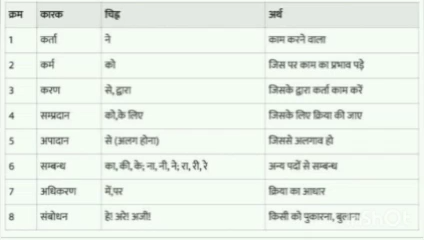 क्रम कारक चिह्न अर्थ
1 कर्ता ने काम करने वाला
2 कर्म को जिस पर काम का प्रभाव पड़े
3 करण से, द्वारा जिसके द्वारा कर्ता काम करें
4 सम्प्रदान को,के लिए जिसके लिए क्रिया की जाए
5 अपादान से (अलग होना) जिससे अलगाव हो
6 सम्बन्ध का, की, के; ना, नी, ने; रा, री, रे अन्य पदों से सम्बन्ध
7 अधिकरण में,पर क्रिया का आधार
8 संबोधन हे! अरे! अजी! किसी को पुकारना, बुलाना